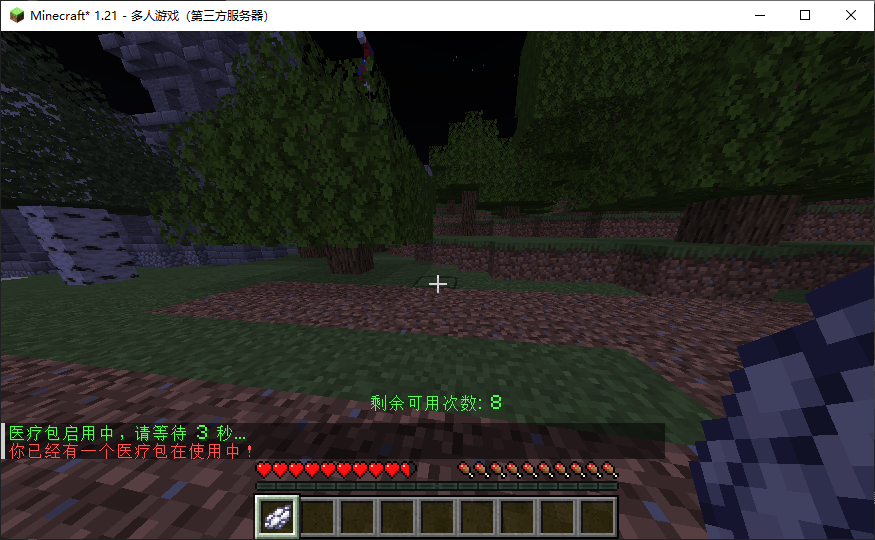 Minecraft* 1.21 - 多人游戏（第三方服务器）
剩余可用次数: 8
医疗包启用中，请等待 3 秒...
你已经有一个医疗包在使用中！